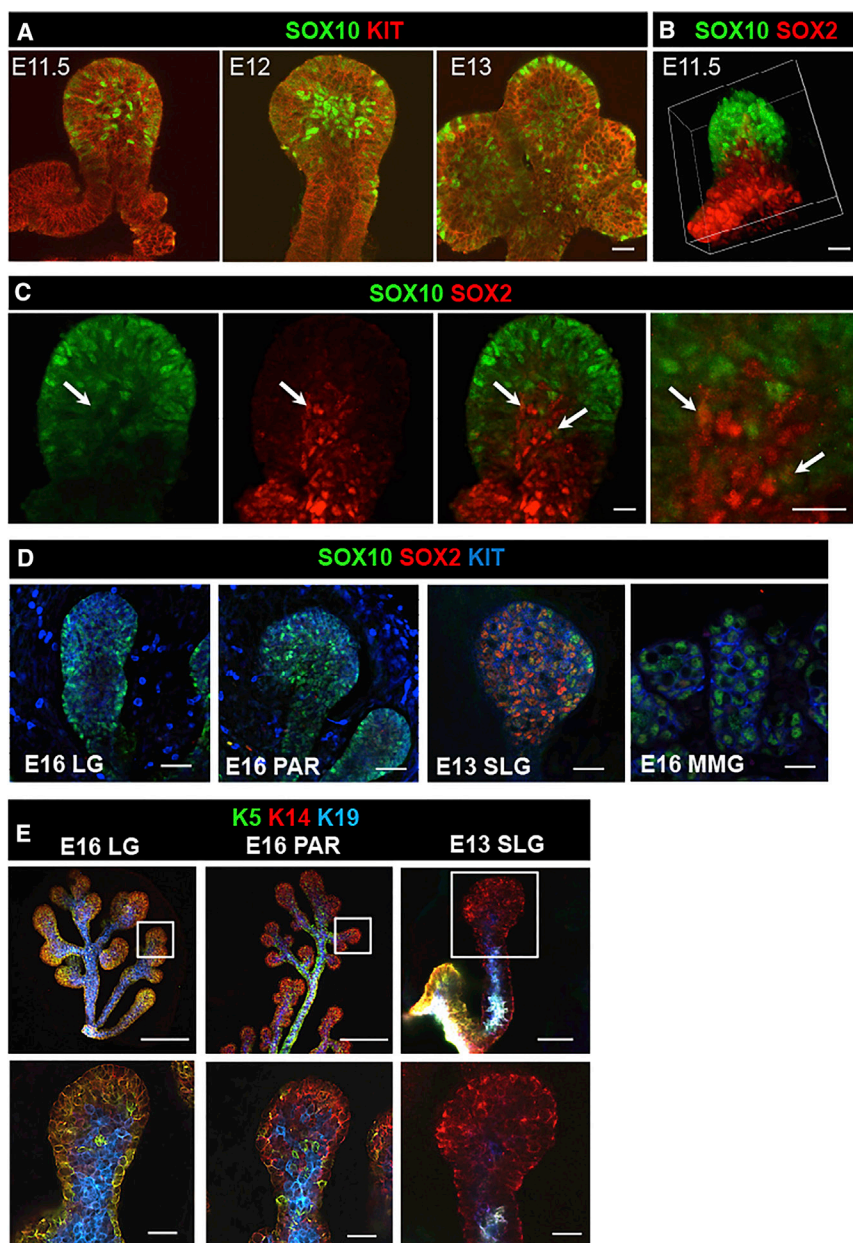 A
SOX10 KIT
E11.5
E12
E13
B
SOX10 SOX2
E11.5
C
SOX10 SOX2
D
SOX10 SOX2 KIT
E16 LG
E16 PAR
E13 SLG
E16 MMG
E
K5 K14 K19
E16 LG
E16 PAR
E13 SLG